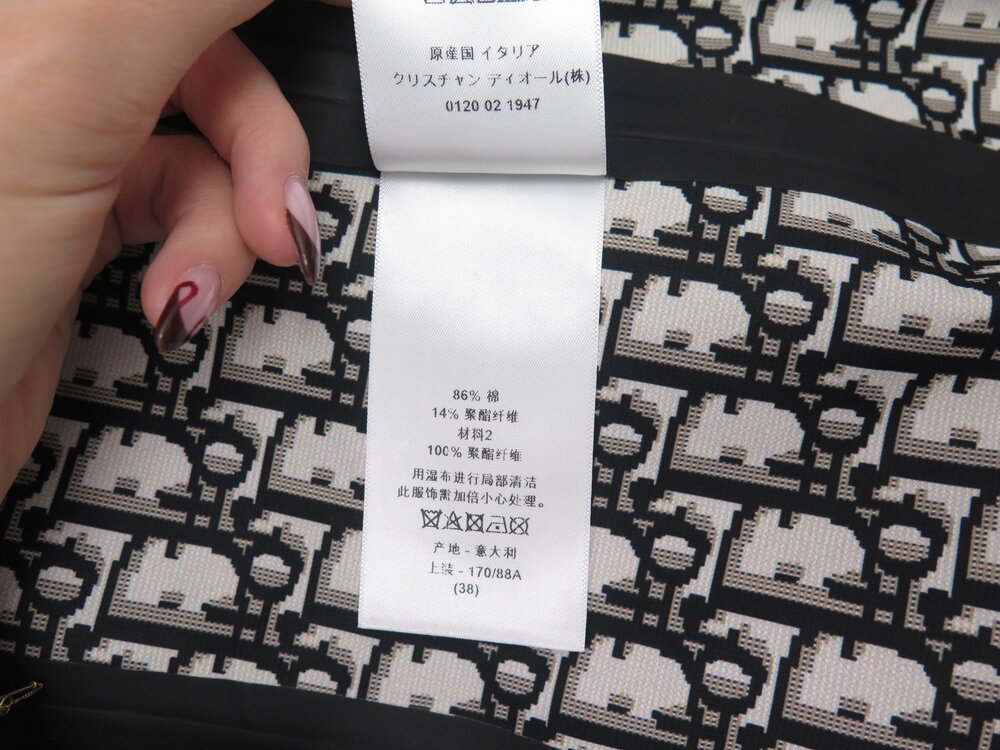 原産国 イタリア
クリスチャン ディオール(株)
0120 02 1947
86% 棉
14% 聚酯纤维
材料2
100% 聚酯纤维
用湿布进行局部清洁
此服饰需加倍小心处理。
产地 - 意大利
上装 - 170/88A
(38)